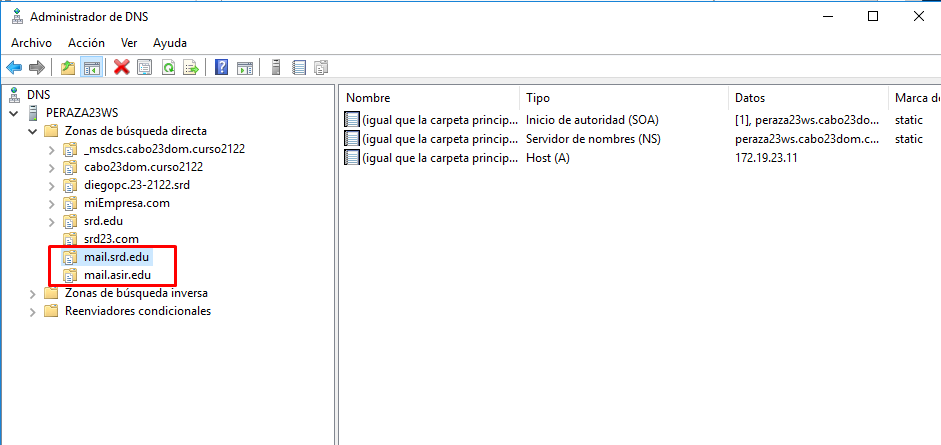 Administrador de DNS
Archivo Acción Ver Ayuda
DNS
PERAZA23WS
Zonas de búsqueda directa
_msdcs.cabo23dom.curso2122
cabo23dom.curso2122
diegopc.23-2122.srd
miEmpresa.com
srd.edu
srd23.com
mail.srd.edu
mail.asir.edu
Zonas de búsqueda inversa
Reenviadores condicionales
Nombre Tipo Datos Marca de
(igual que la carpeta princip... Inicio de autoridad (SOA) [1], peraza23ws.cabo23do... static
(igual que la carpeta princip... Servidor de nombres (NS) peraza23ws.cabo23dom.c... static
(igual que la carpeta princip... Host (A) 172.19.23.11